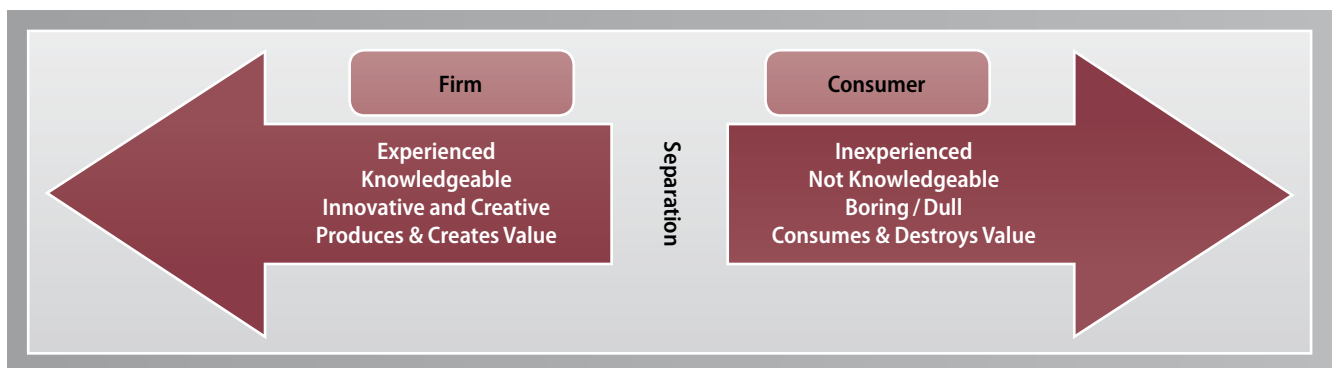 Firm
Experienced
Knowledgeable
Innovative and Creative
Produces & Creates Value
Separation
Consumer
Inexperienced
Not Knowledgeable
Boring / Dull
Consumes & Destroys Value